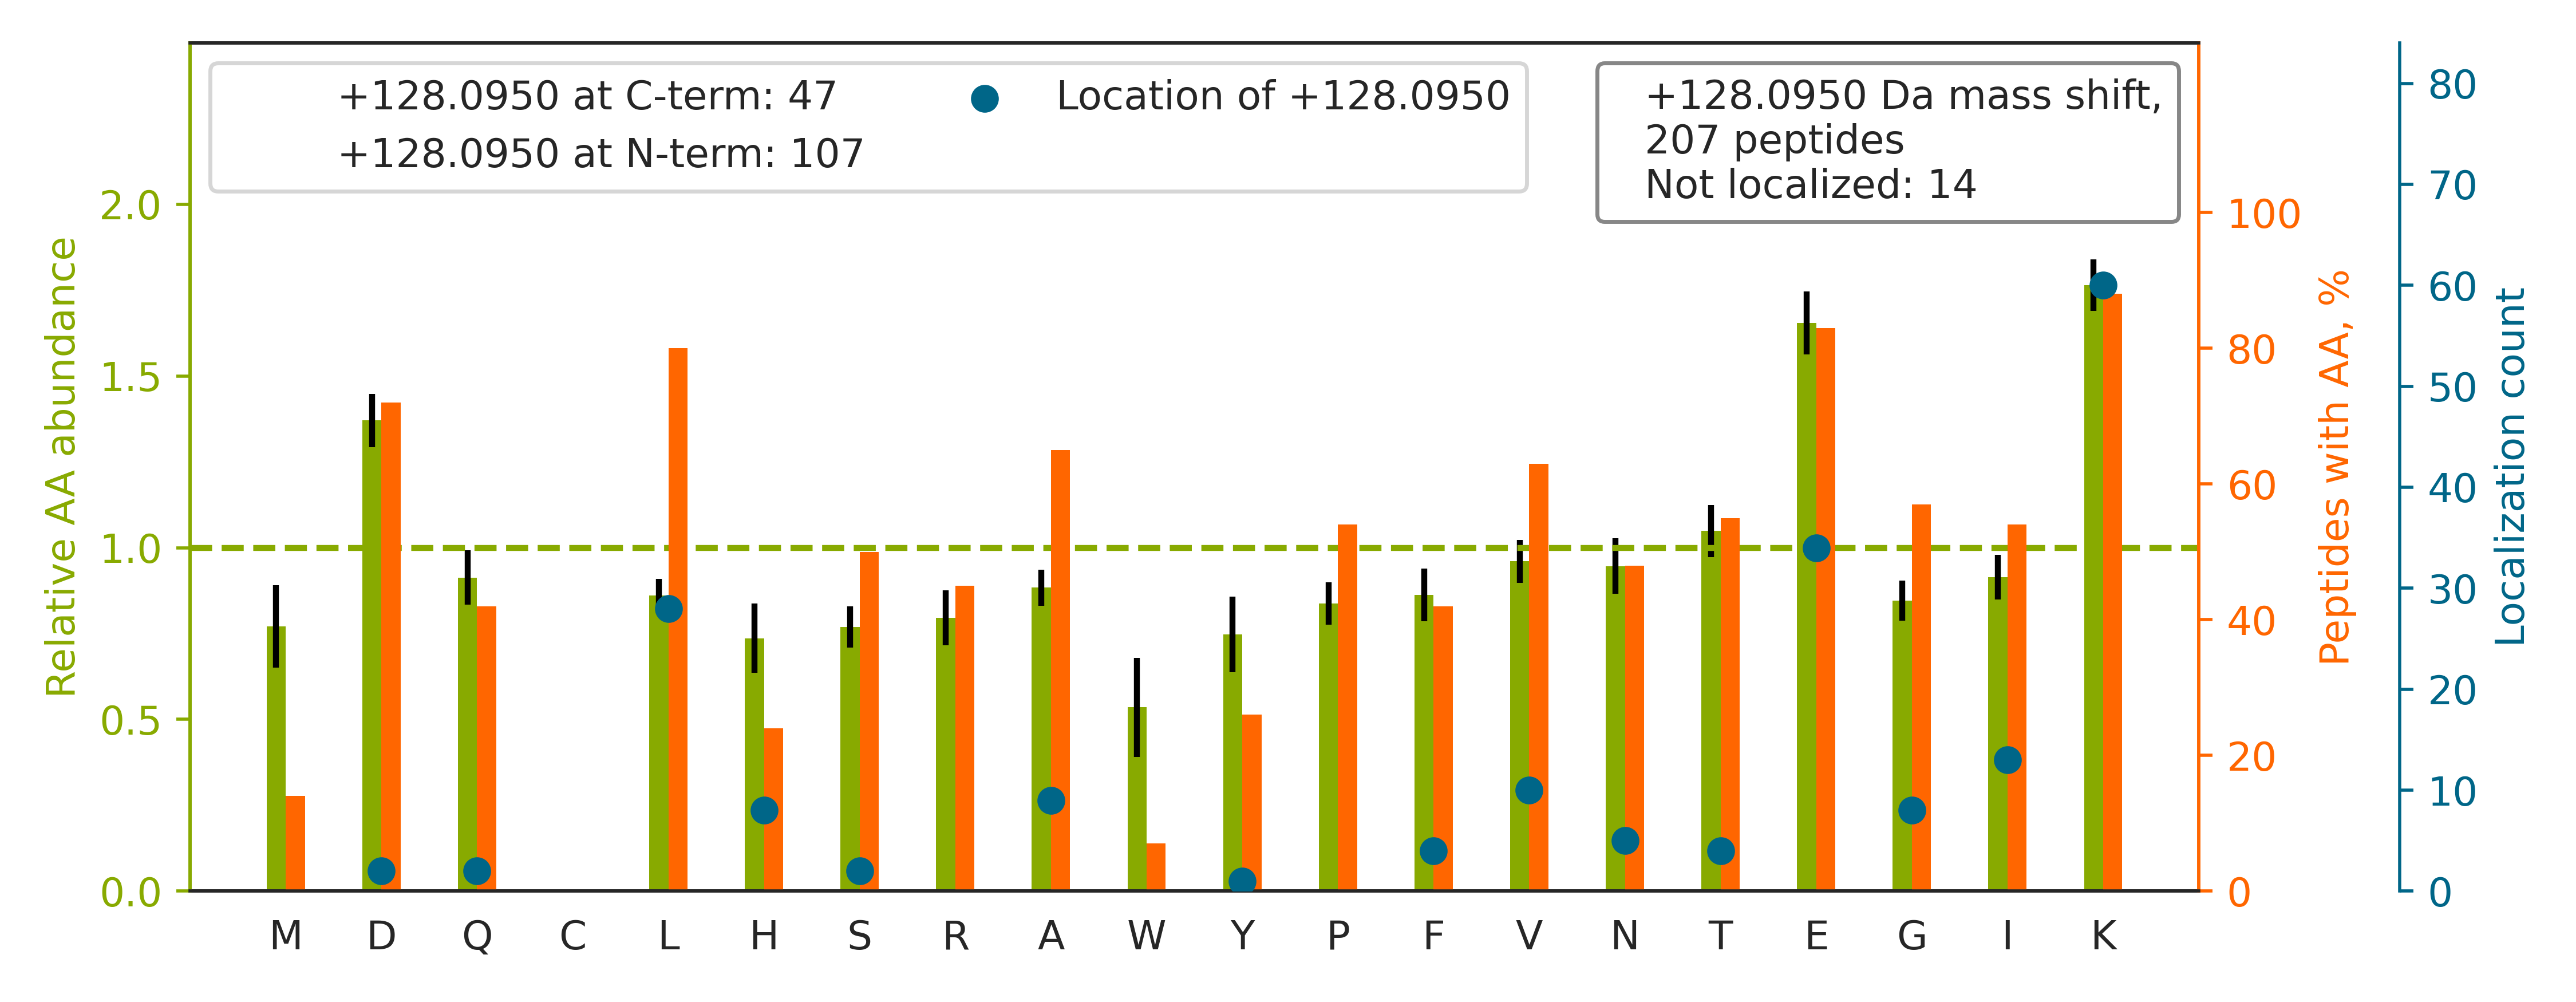 +128.0950 at C-term: 47
+128.0950 at N-term: 107
Location of +128.0950
+128.0950 Da mass shift,
207 peptides
Not localized: 14
Relative AA abundance
2.0
1.5
1.0
0.5
0.0
M D Q C L H S R A W Y P F V N T E G I K
100
80
60
40
20
0
Peptides with AA, %
80
70
60
50
40
30
20
10
0
Localization count